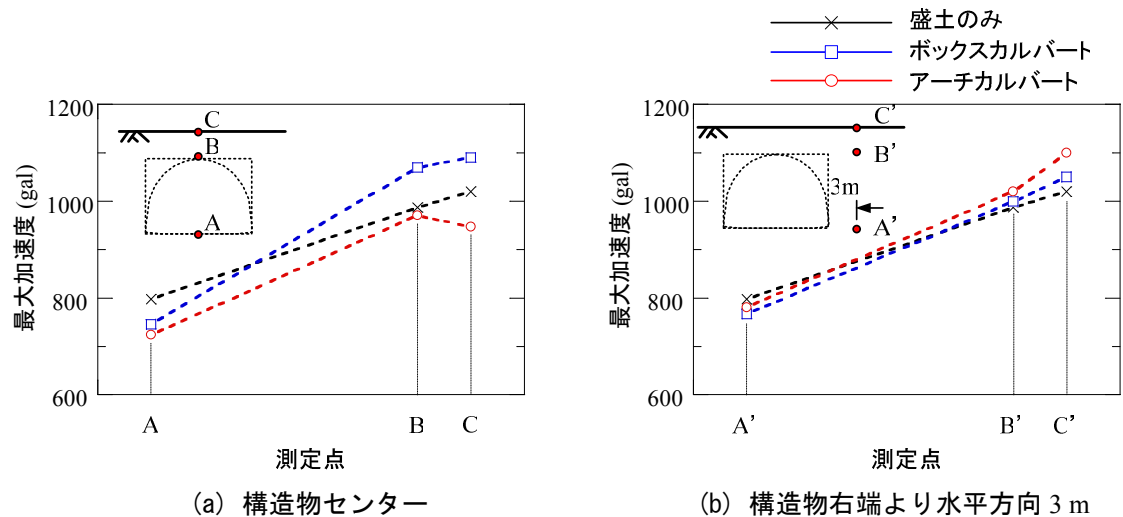 盛土のみ
ボックスカルバート
アーチカルバート
1200
1000
800
600
最大加速度 (gal)
C
B
A
A
B
C
測定点
(a) 構造物センター
1200
1000
800
600
最大加速度 (gal)
C’
B’
3m
A’
A’
B’
C’
測定点
(b) 構造物右端より水平方向 3 m